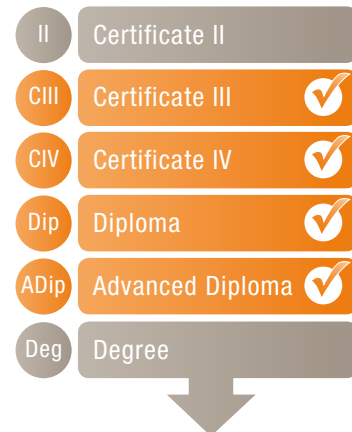 II Certificate II
CIII Certificate III
CIV Certificate IV
Dip Diploma
ADip Advanced Diploma
Deg Degree